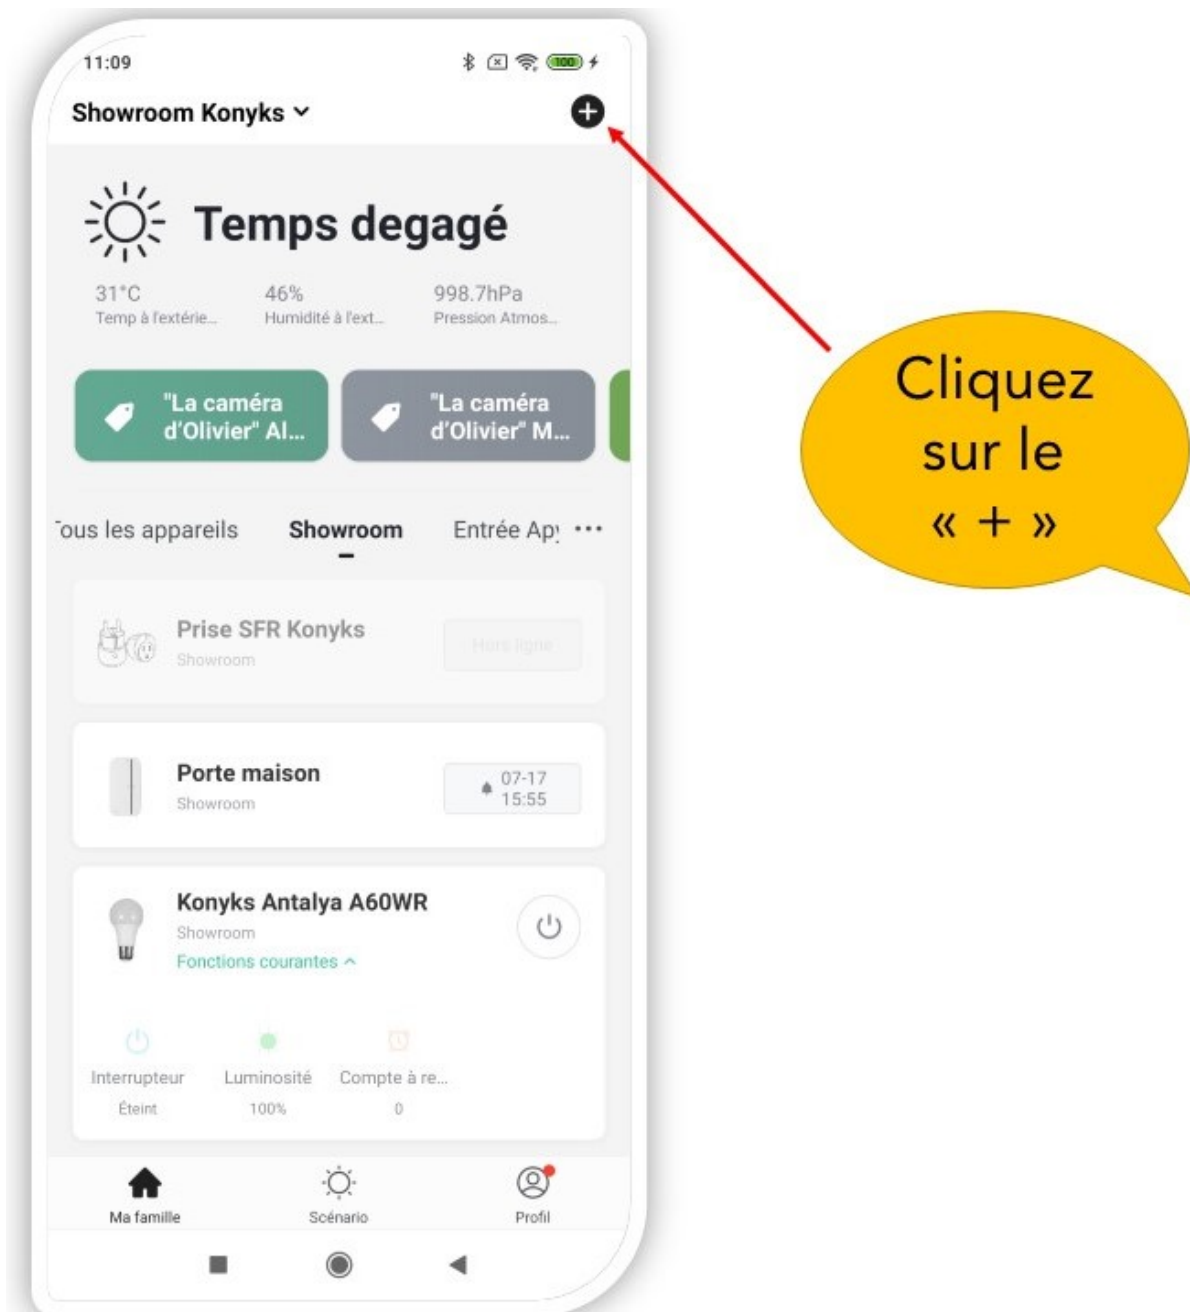 11:09
100
Showroom Konyks
Temps degagé
31°C 46% 998.7hPa
Temp à l'extérie... Humidité à l'ext... Pression Atmos...
"La caméra
d'Olivier" Al...
"La caméra
d'Olivier" M...
Cliquez
sur le
« + »
ous les appareils Showroom Entrée Ap
Prise SFR Konyks
Showroom
Hors ligne
Porte maison
Showroom
07-17
15:55
Konyks Antalya A60WR
Showroom
Fonctions courantes
Interrupteur Luminosité Compte à re...
Éteint 100% 0
Ma famille Scénario Profil